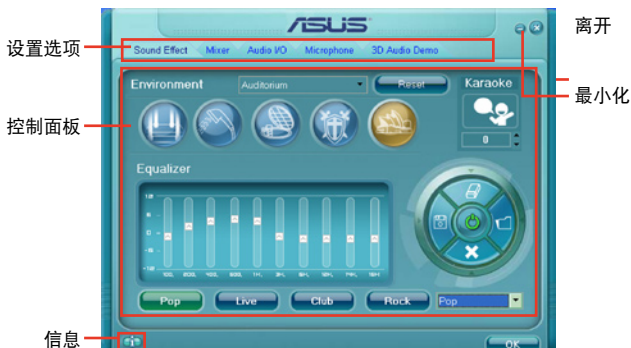 ASUS
离开
设置选项
Sound Effect Mixer Audio I/O Microphone 3D Audio Demo
最小化
Environment Auditorium Reset Karaoke
控制面板
0
Equalizer
Pop Live Club Rock Pop
信息
OK